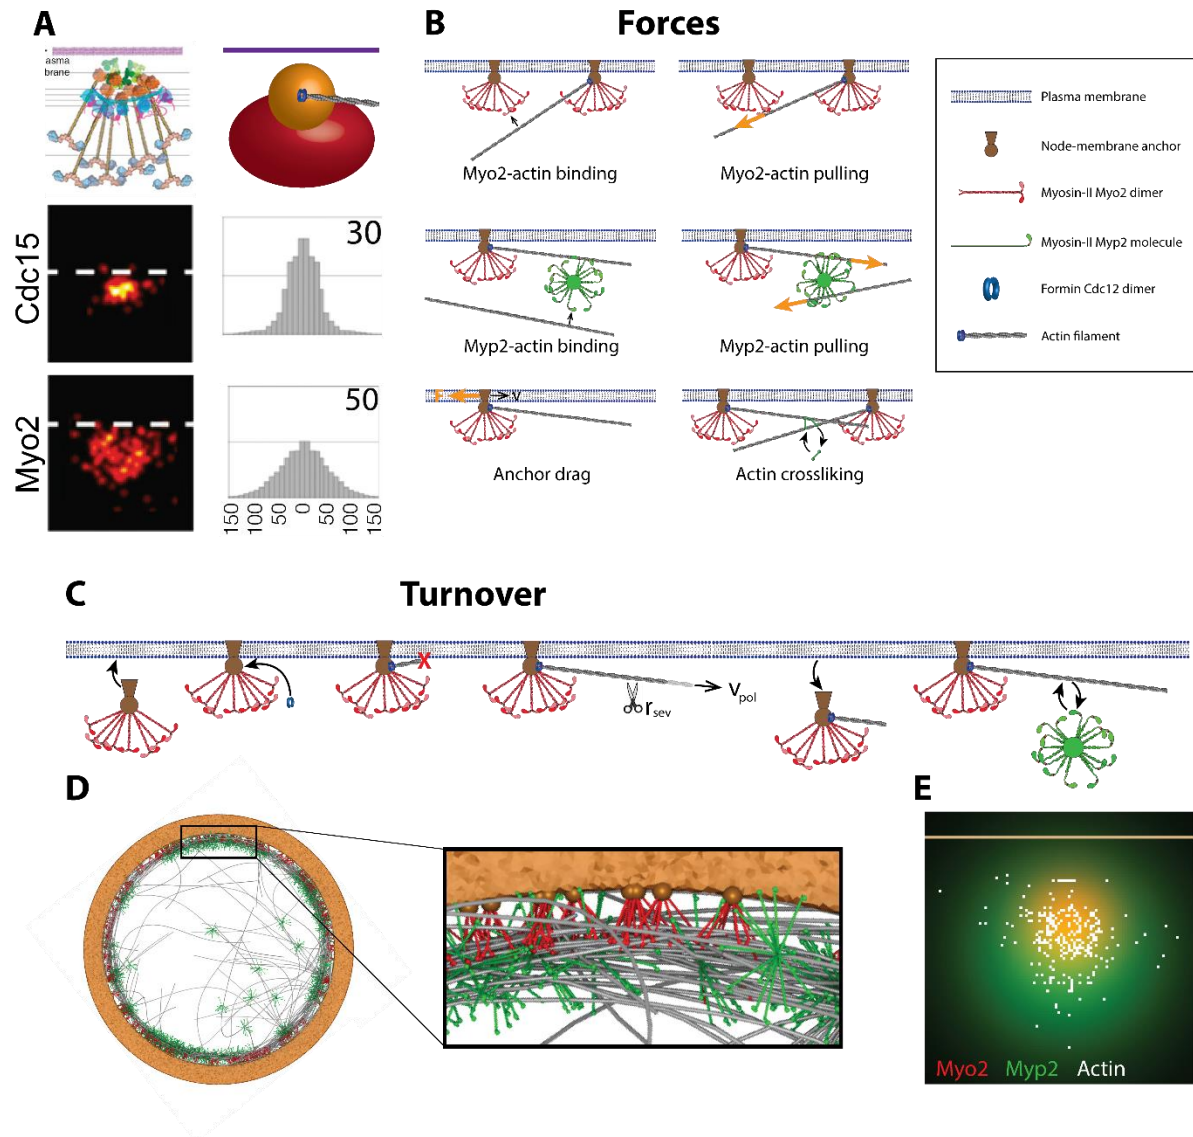 A
asma
brane
Cdc15
30
Myo2
50
150
100
50
0
50
100
150
B
Forces
Myo2-actin binding
Myo2-actin pulling
Myp2-actin binding
Myp2-actin pulling
F
v
Anchor drag
Actin crossliking
Plasma membrane
Node-membrane anchor
Myosin-II Myo2 dimer
Myosin-II Myp2 molecule
Formin Cdc12 dimer
Actin filament
C
Turnover
X
r_sev
v_pol
D
E
Myo2 Myp2 Actin